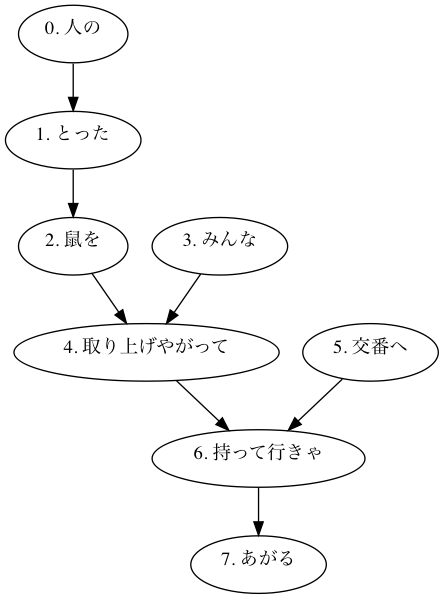 0. 人の
1. とった
2. 鼠を
3. みんな
4. 取り上げやがって
5. 交番へ
6. 持って行きゃ
7. あがる